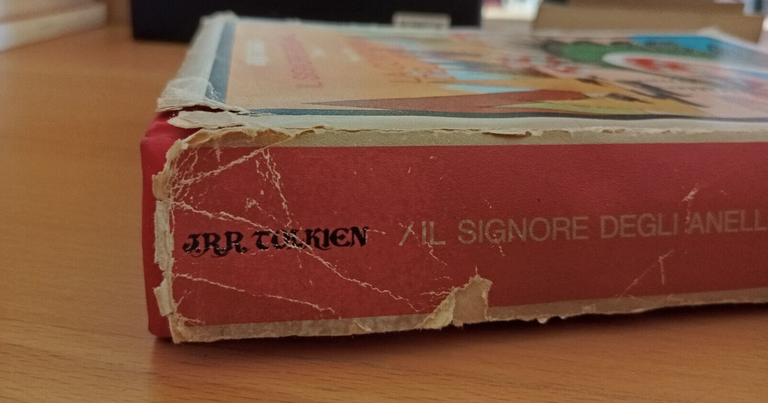 J.R.R. TOLKIEN / IL SIGNORE DEGLI ANELL